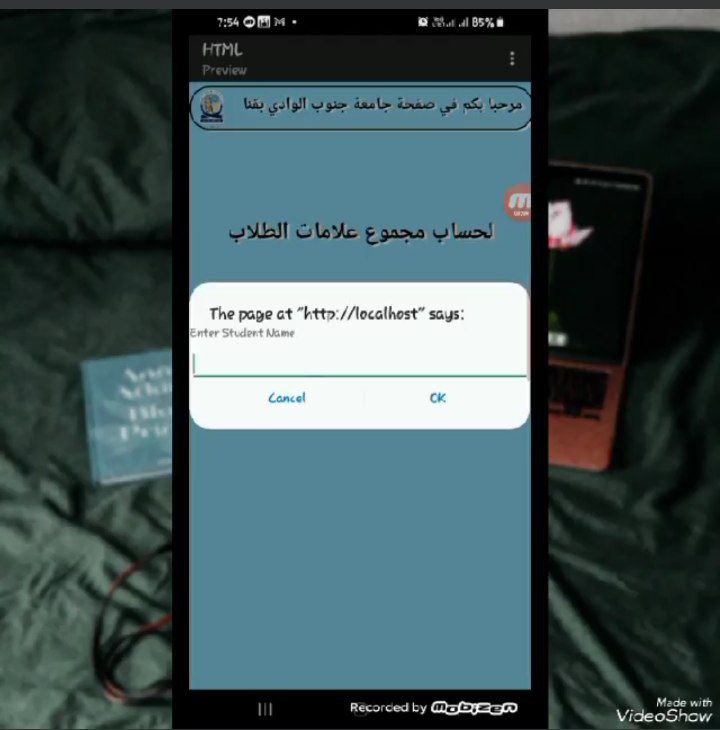 7:54
85%
HTML
Preview
مرحبا بكم في صفحة جامعة جنوب الوادي بقنا
لحساب مجموع علامات الطلاب
The page at "http://localhost" says:
Enter Student Name
Cancel
OK
Recorded by Mobizen
Made with
VideoShow